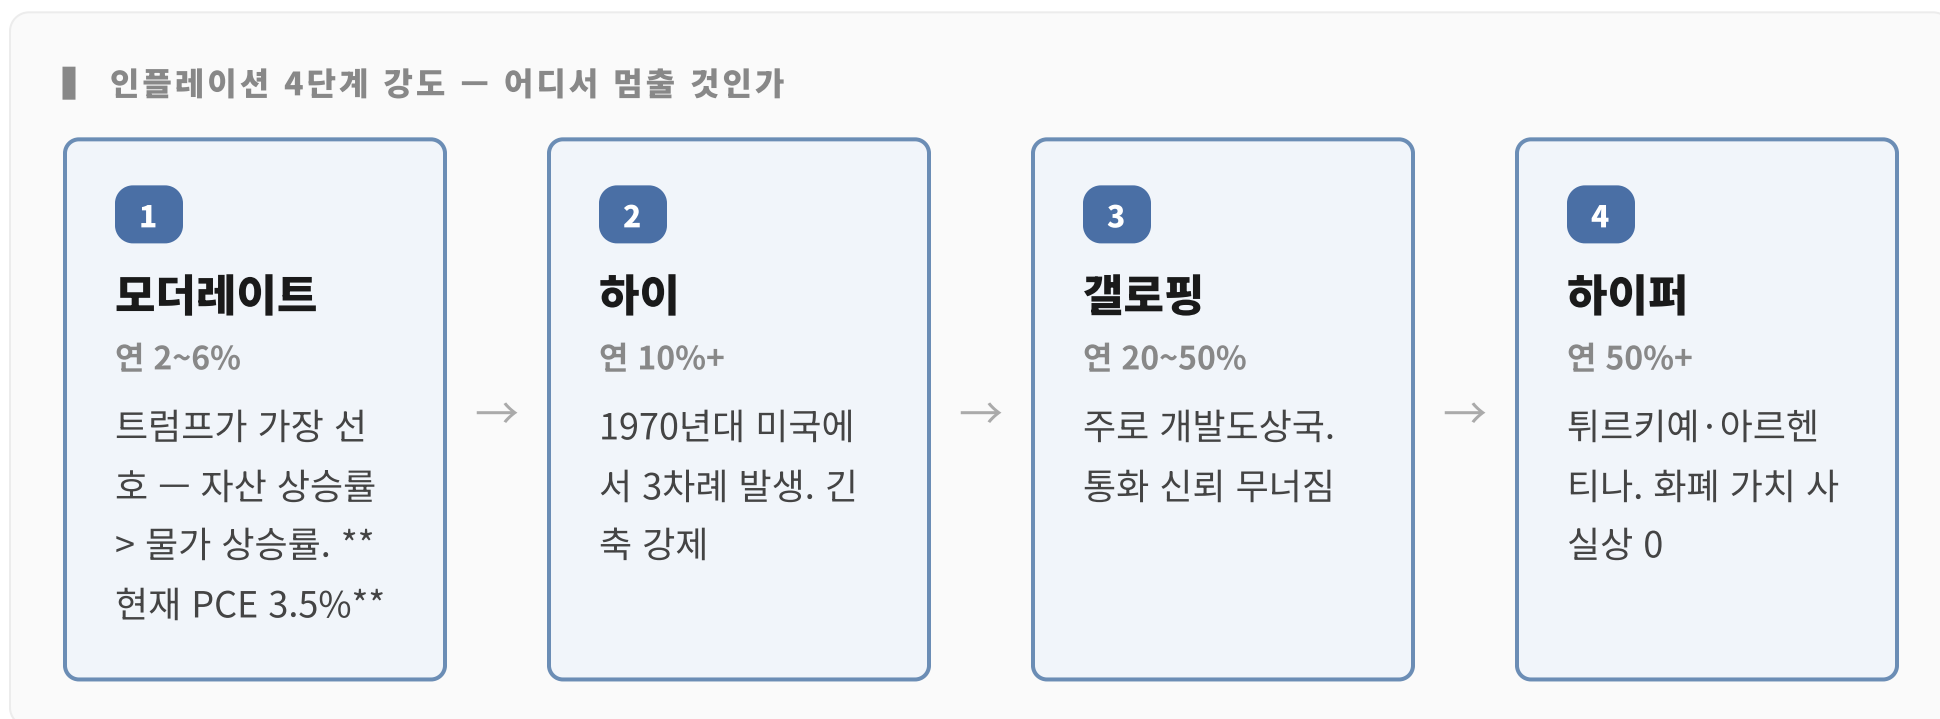 인플레이션 4단계 강도 — 어디서 멈출 것인가
1
모더레이트
연 2~6%
트럼프가 가장 선
호 — 자산 상승률
> 물가 상승률. **
현재 PCE 3.5%**
→
2
하이
연 10%+
1970년대 미국에
서 3차례 발생. 긴
축 강제
→
3
갤로핑
연 20~50%
주로 개발도상국.
통화 신뢰 무너짐
→
4
하이퍼
연 50%+
튀르키예·아르헨
티나. 화폐 가치 사
실상 0